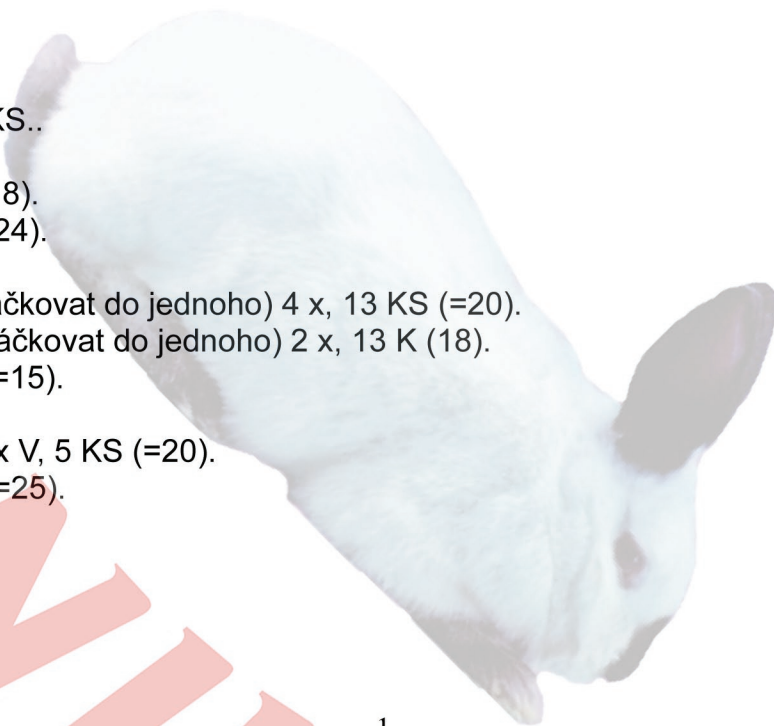 KS..
8).
24).
áčkovat do jednoho) 4 x, 13 KS (=20).
áčkovat do jednoho) 2 x, 13 K (18).
=15).
x V, 5 KS (=20).
=25).
1